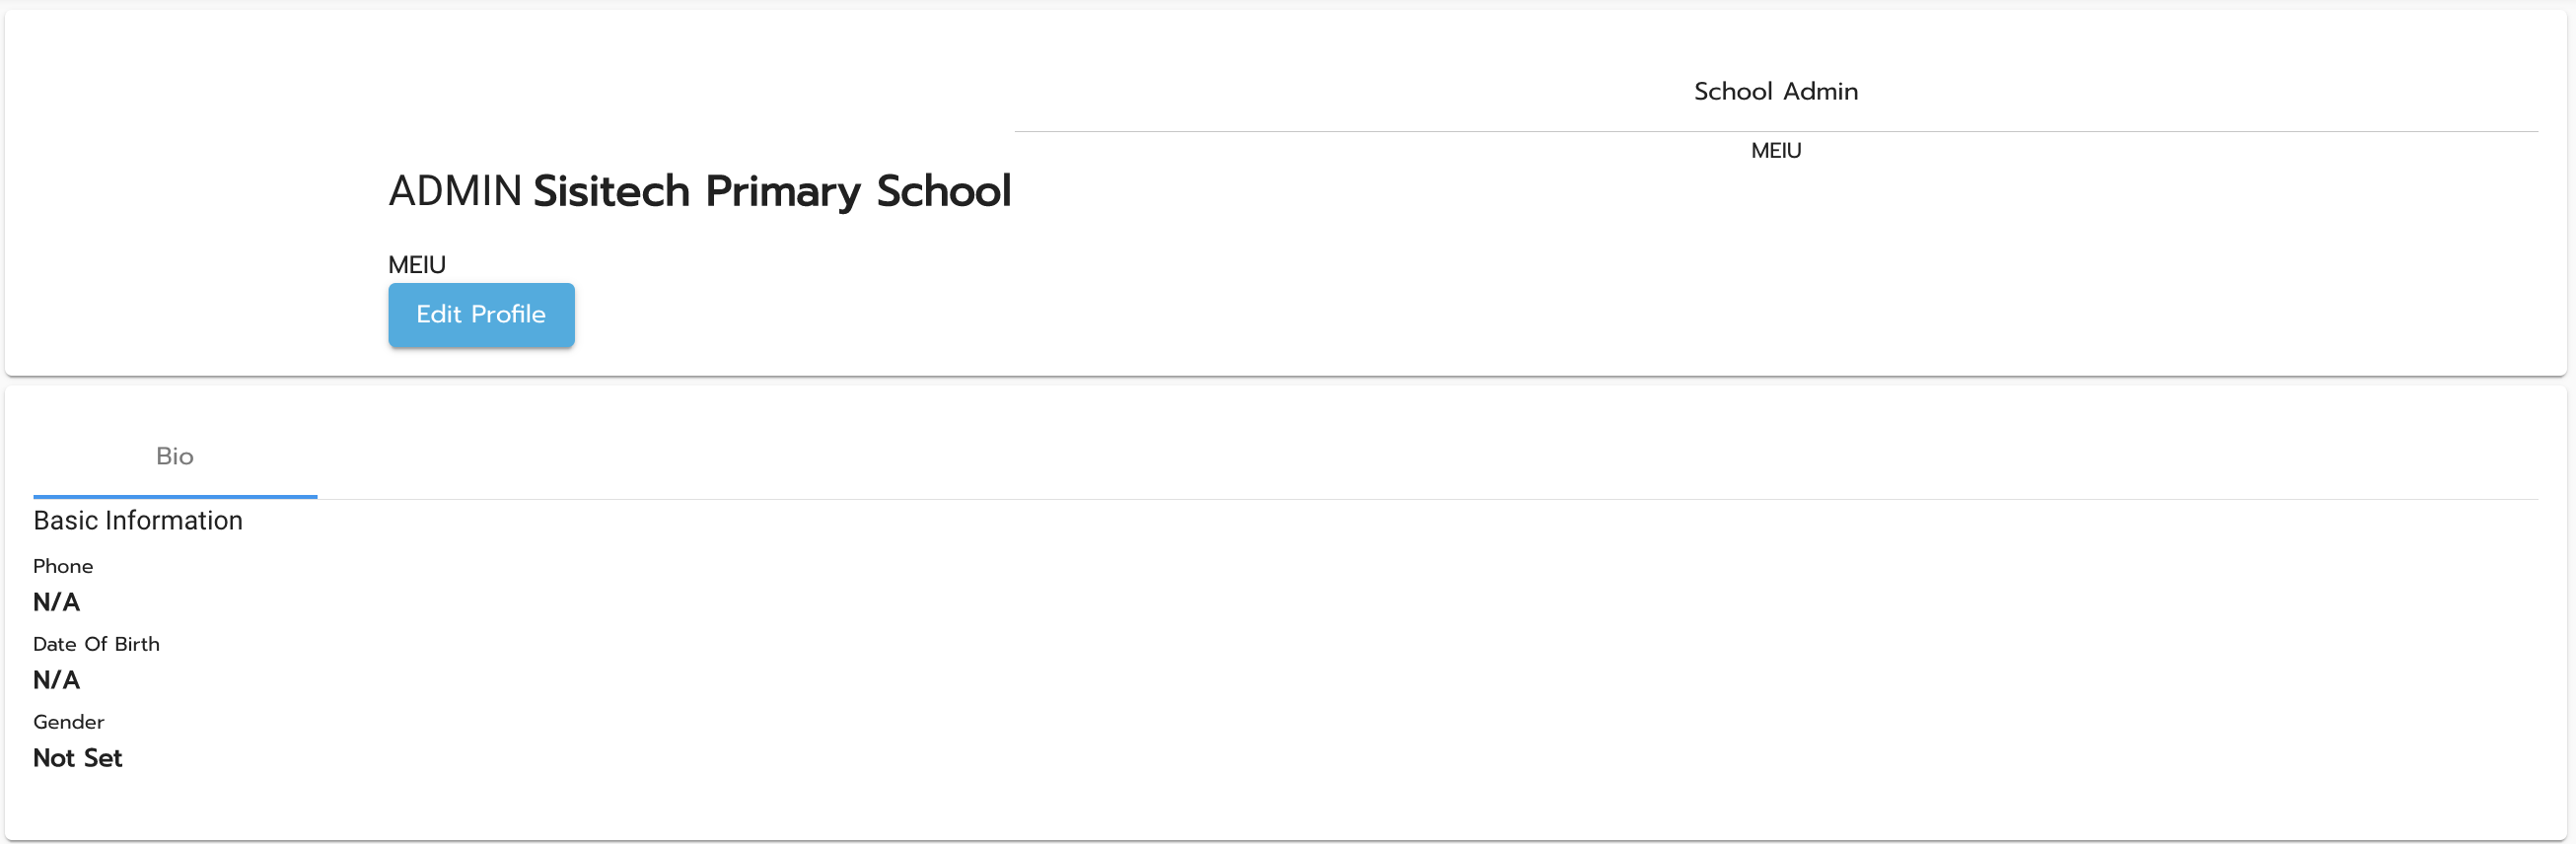 School Admin
MEIU
ADMIN Sisitech Primary School
MEIU
Edit Profile
Bio
Basic Information
Phone
N/A
Date Of Birth
N/A
Gender
Not Set